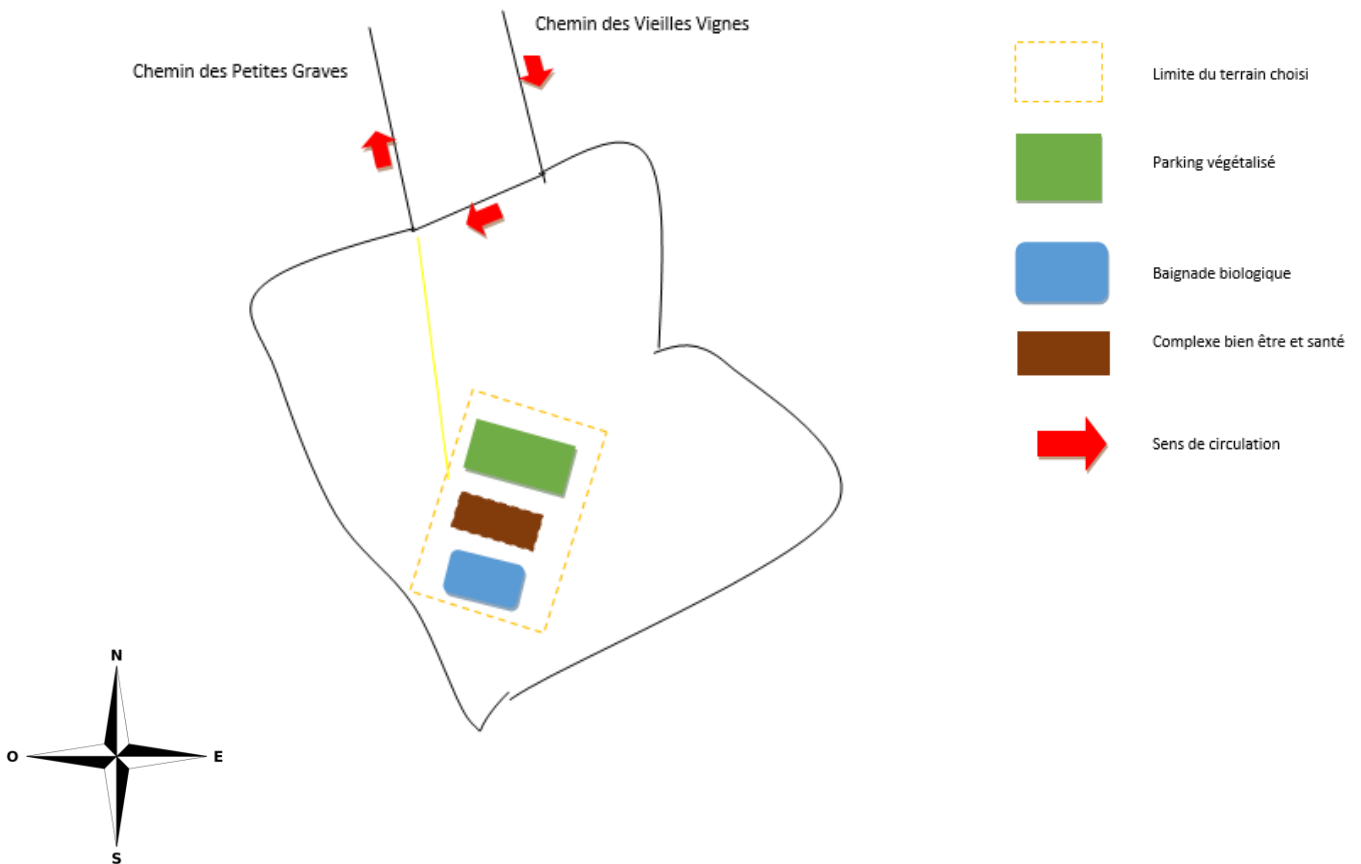 Chemin des Vieilles Vignes
Chemin des Petites Graves
Limite du terrain choisi
Parking végétalisé
Baignade biologique
Complexe bien être et santé
Sens de circulation
N
O
E
S